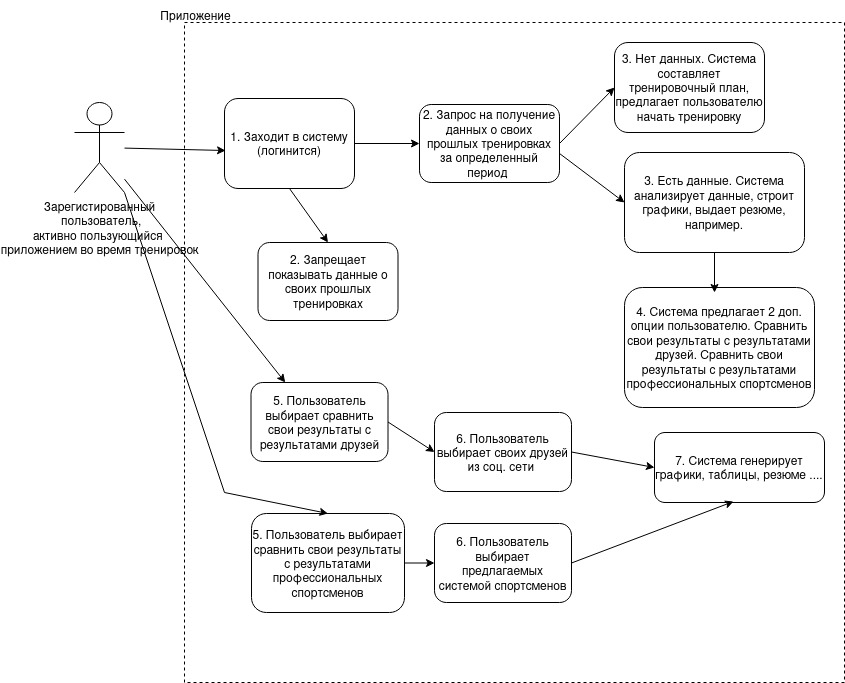 Приложение
Зарегистированный
пользователь,
активно пользующийся
приложением во время тренировок
1. Заходит в систему
(логинится)
2. Запрос на получение
данных о своих
прошлых тренировках
за определенный
период
3. Нет данных. Система
составляет
тренировочный план,
предлагает пользователю
начать тренировку
3. Есть данные. Система
анализирует данные, строит
графики, выдает резюме,
например.
2. Запрещает
показывать данные о
своих прошлых
тренировках
4. Система предлагает 2 доп.
опции пользователю. Сравнить
свои результаты с результатами
друзей. Сравнить свои
результаты с результатами
профессиональных спортсменов
5. Пользователь
выбирает сравнить
свои результаты с
результатами друзей
6. Пользователь
выбирает своих друзей
из соц. сети
7. Система генерирует
графики, таблицы, резюме ....
5. Пользователь выбирает
сравнить свои результаты
с результатами
профессиональных
спортсменов
6. Пользователь
выбирает
предлагаемых
системой спортсменов